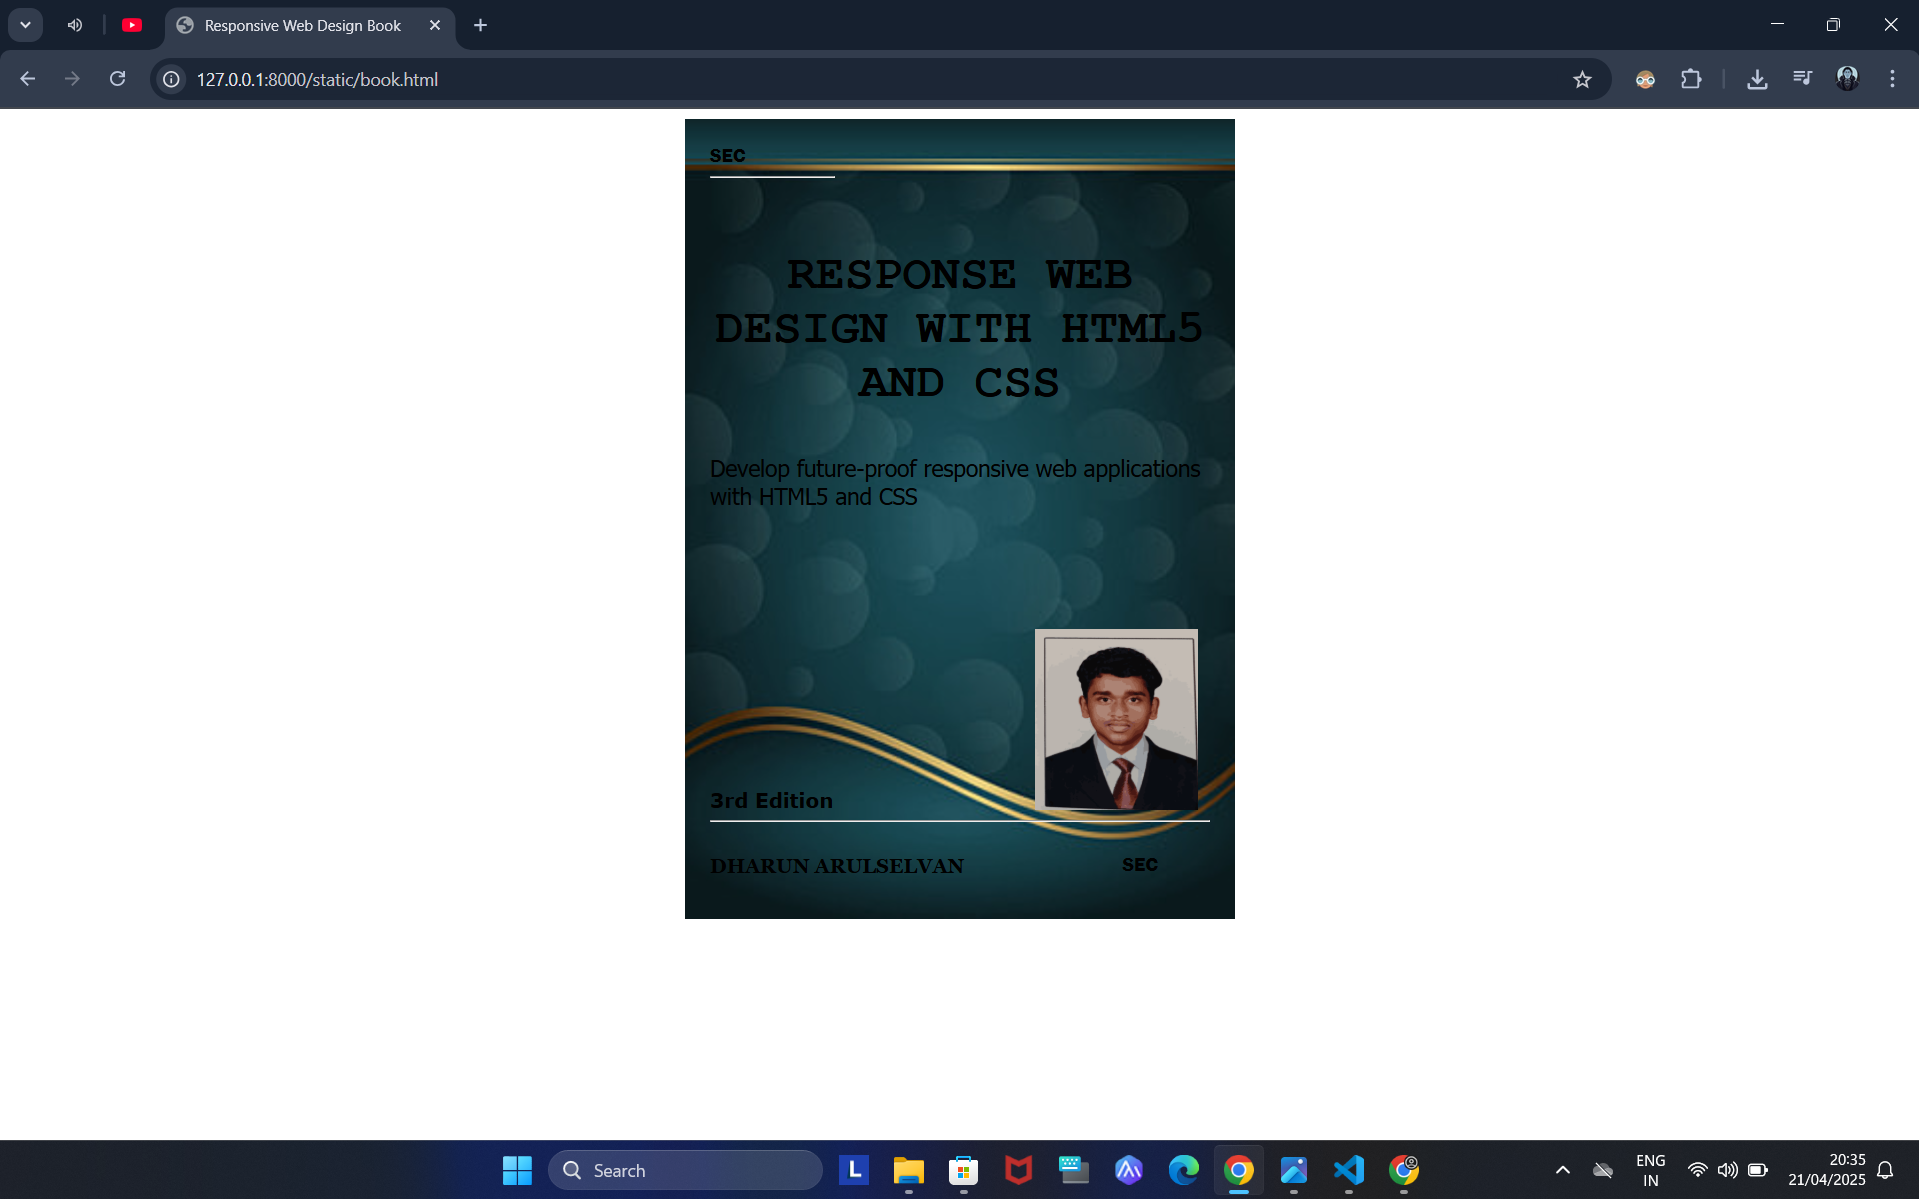 Responsive Web Design Book
127.0.0.1:8000/static/book.html
SEC
RESPONSE WEB
DESIGN WITH HTML5
AND CSS
Develop future-proof responsive web applications
with HTML5 and CSS
3rd Edition
DHARUN ARULSELVAN
SEC
Search
L
ENG
IN
20:35
21/04/2025